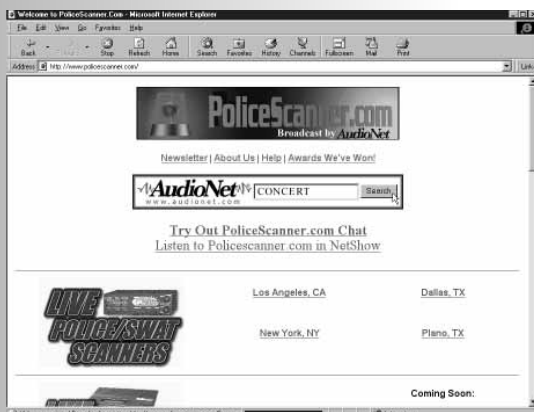 Welcome to PoliceScanner.Com - Microsoft Internet Explorer
File Edit View Go Favorites Help
Back Stop Refresh Home Search Favorites History Channels Fullscreen Mail Print
Address http://www.policescanner.com/ Links
PoliceScanner.com
Broadcast by AudioNet
Newsletter | About Us | Help | Awards We've Won!
AudioNet CONCERT Search
www.audionet.com
Try Out PoliceScanner.com Chat
Listen to Policescanner.com in NetShow
LIVE POLICE/SWAT SCANNERS
Los Angeles, CA Dallas, TX
New York, NY Plano, TX
Coming Soon: